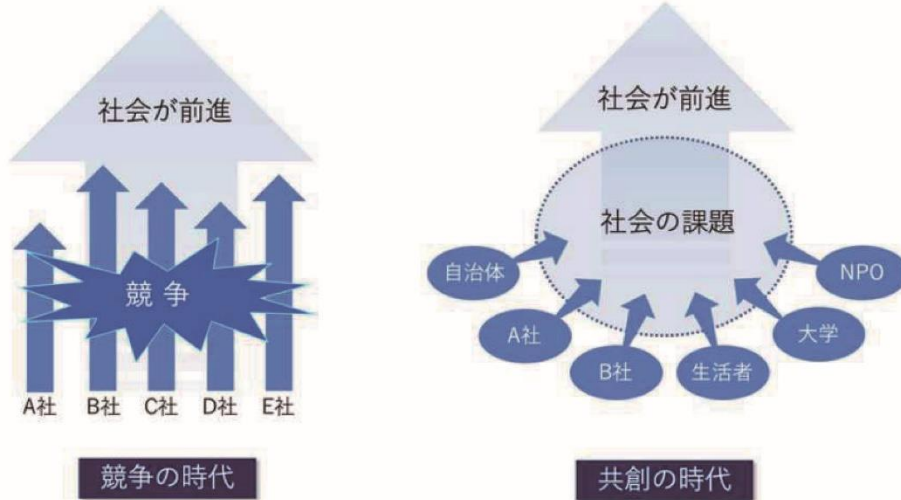 社会が前進
競争
A社
B社
C社
D社
E社
競争の時代
社会が前進
社会の課題
自治体
A社
B社
生活者
大学
NPO
共創の時代